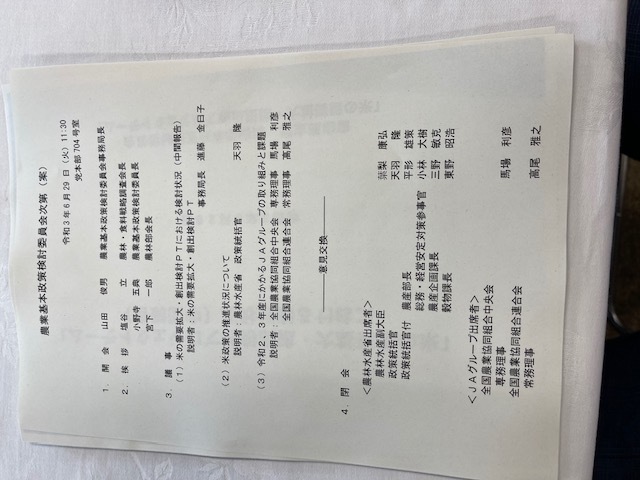 農業基本政策検討委員会次第（案）
令和３年６月２９日（火）11:30
党本部 704 号室
１．開　会　　山田　俊男　　農業基本政策検討委員会事務局長
２．挨　拶　　塩谷　立　　農林・食料戦略調査会長
小野寺　五典　　農業基本政策検討委員長
宮下　一郎　　農林部会長
３．議　事
（１）米の需要拡大・創出検討ＰＴにおける検討状況（中間報告）
説明者：米の需要拡大・創出検討ＰＴ　　事務局長　進藤　金日子
（２）米政策の推進状況について
説明者：農林水産省　政策統括官　　天羽　隆
（３）令和２、３年産にかかるＪＡグループの取り組みと課題
説明者：全国農業協同組合中央会　専務理事　馬場　利彦
全国農業協同組合連合会　常務理事　高尾　雅之
――――意見交換――――
４．閉　会
＜農林水産省出席者＞
農林水産副大臣　　葉梨　康弘
政策統括官　　天羽　隆
政策統括官付　農産部長　　平形　雄策
総務・経営安定対策参事官　　小林　大樹
農産企画課長　　三野　敏克
穀物課長　　東野　昭浩
＜ＪＡグループ出席者＞
全国農業協同組合中央会
専務理事　　馬場　利彦
全国農業協同組合連合会
常務理事　　高尾　雅之